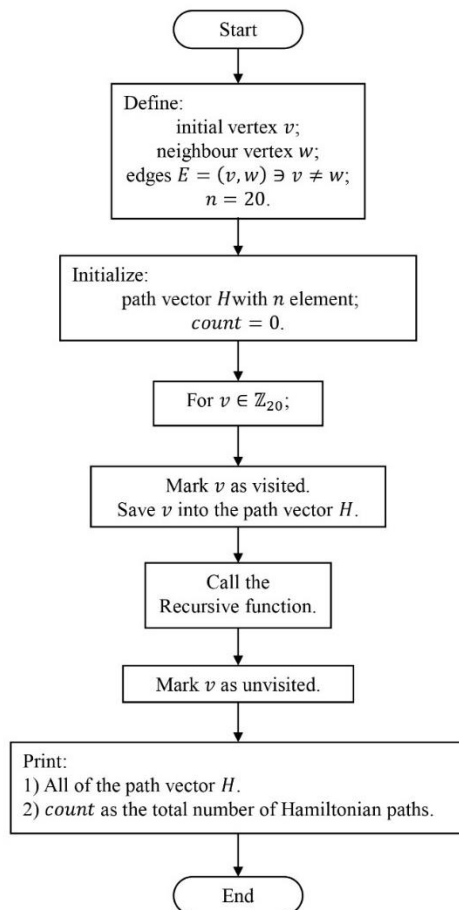 Start
Define:
initial vertex 𝑣;
neighbour vertex 𝑤;
edges 𝐸 = (𝑣, 𝑤) ∋ 𝑣 ≠ 𝑤;
𝑛 = 20.
Initialize:
path vector 𝐻with 𝑛 element;
𝑐𝑜𝑢𝑛𝑡 = 0.
For 𝑣 ∈ ℤ₂₀;
Mark 𝑣 as visited.
Save 𝑣 into the path vector 𝐻.
Call the
Recursive function.
Mark 𝑣 as unvisited.
Print:
1) All of the path vector 𝐻.
2) 𝑐𝑜𝑢𝑛𝑡 as the total number of Hamiltonian paths.
End